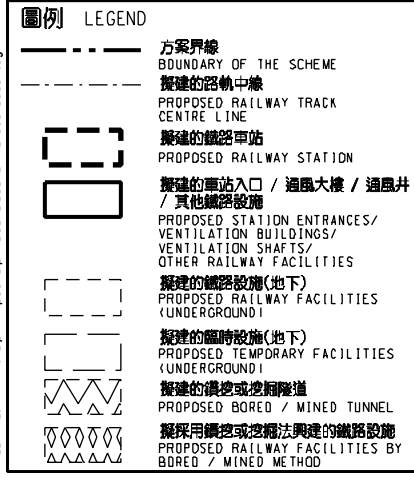 圖例 LEGEND
方案界線
BOUNDARY OF THE SCHEME
擬建的路軌中線
PROPOSED RAILWAY TRACK
CENTRE LINE
擬建的鐵路車站
PROPOSED RAILWAY STATION
擬建的車站入口 / 通風大樓 / 通風井
/ 其他鐵路設施
PROPOSED STATION ENTRANCES/
VENTILATION BUILDINGS/
VENTILATION SHAFTS/
OTHER RAILWAY FACILITIES
擬建的鐵路設施(地下)
PROPOSED RAILWAY FACILITIES
(UNDERGROUND)
擬建的臨時設施(地下)
PROPOSED TEMPORARY FACILITIES
(UNDERGROUND)
擬建的鑽挖或挖掘隧道
PROPOSED BORED / MINED TUNNEL
擬採用鑽挖或挖掘法興建的鐵路設施
PROPOSED RAILWAY FACILITIES BY
BORED / MINED METHOD